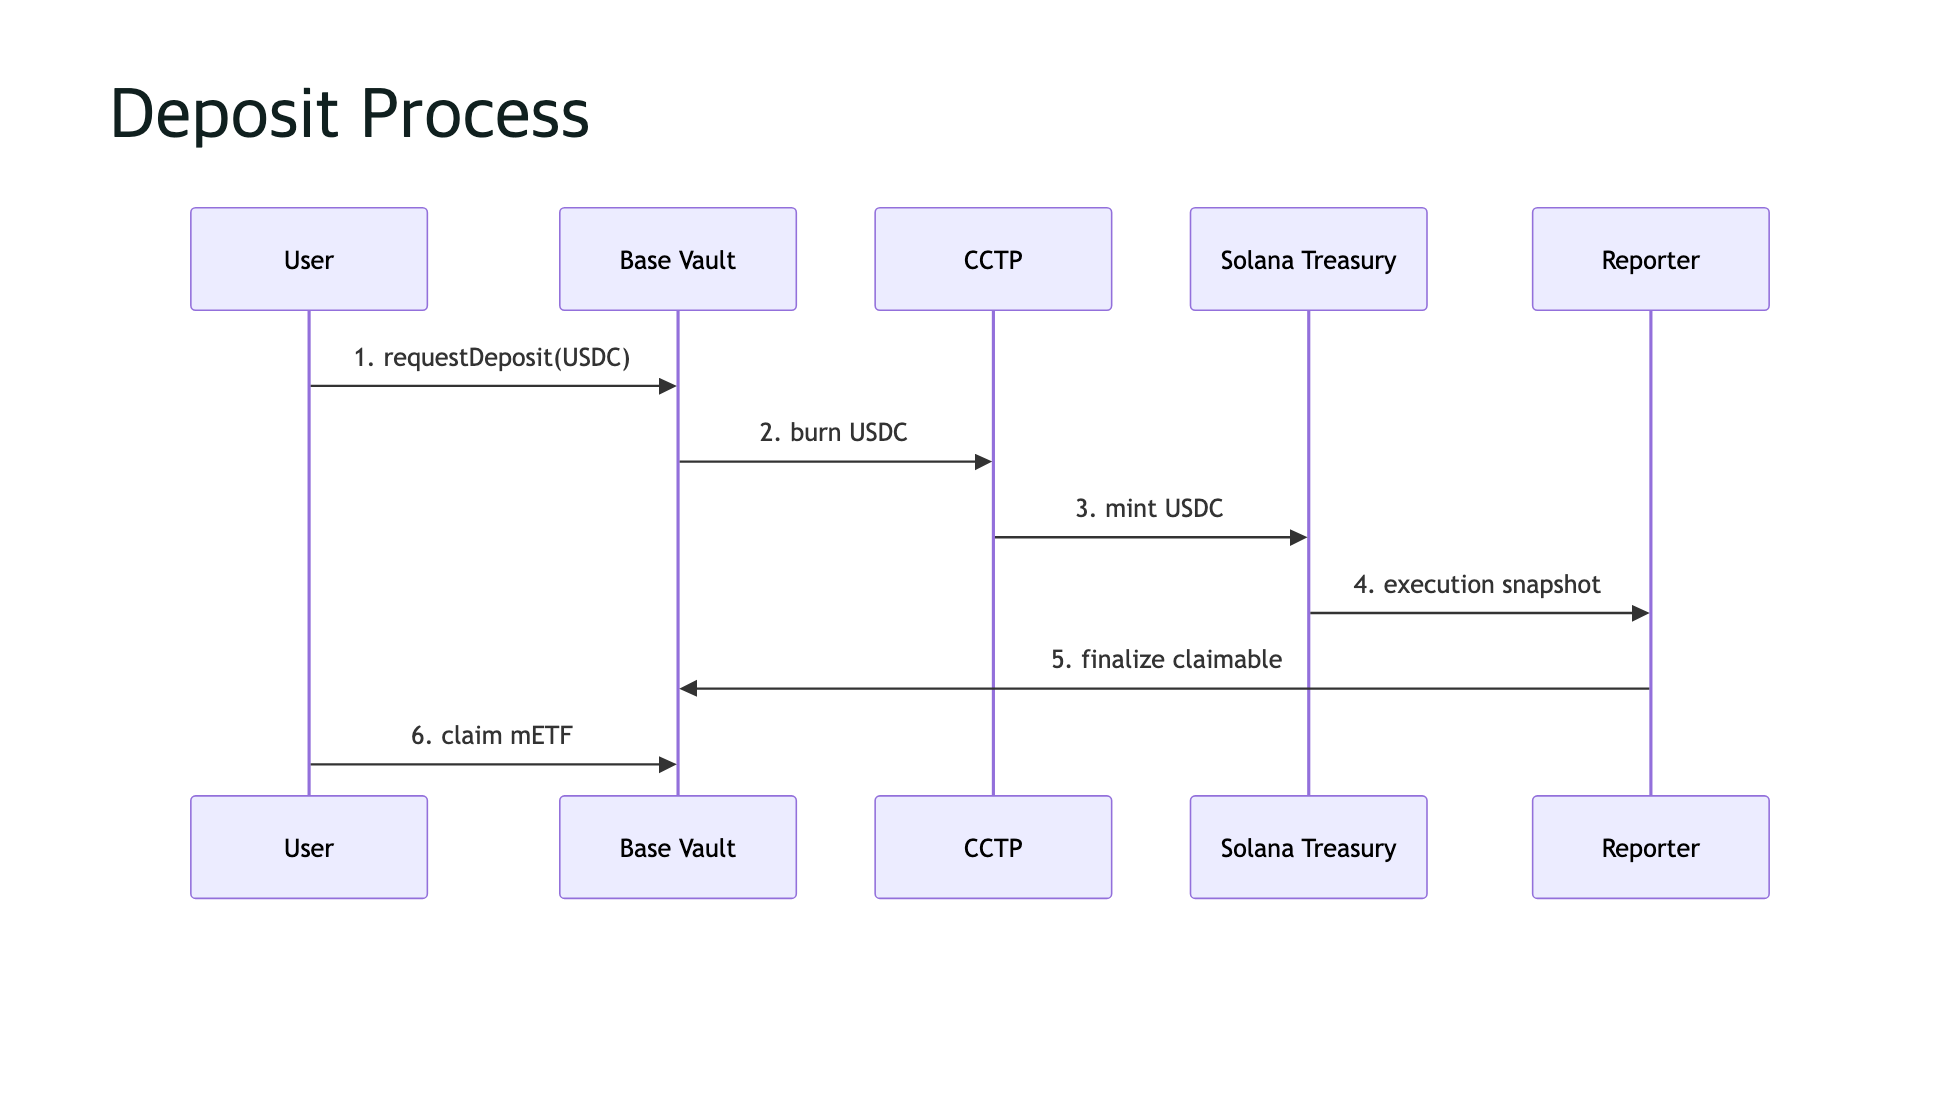 Deposit Process
User
Base Vault
CCTP
Solana Treasury
Reporter
1. requestDeposit(USDC)
2. burn USDC
3. mint USDC
4. execution snapshot
5. finalize claimable
6. claim mETF
User
Base Vault
CCTP
Solana Treasury
Reporter